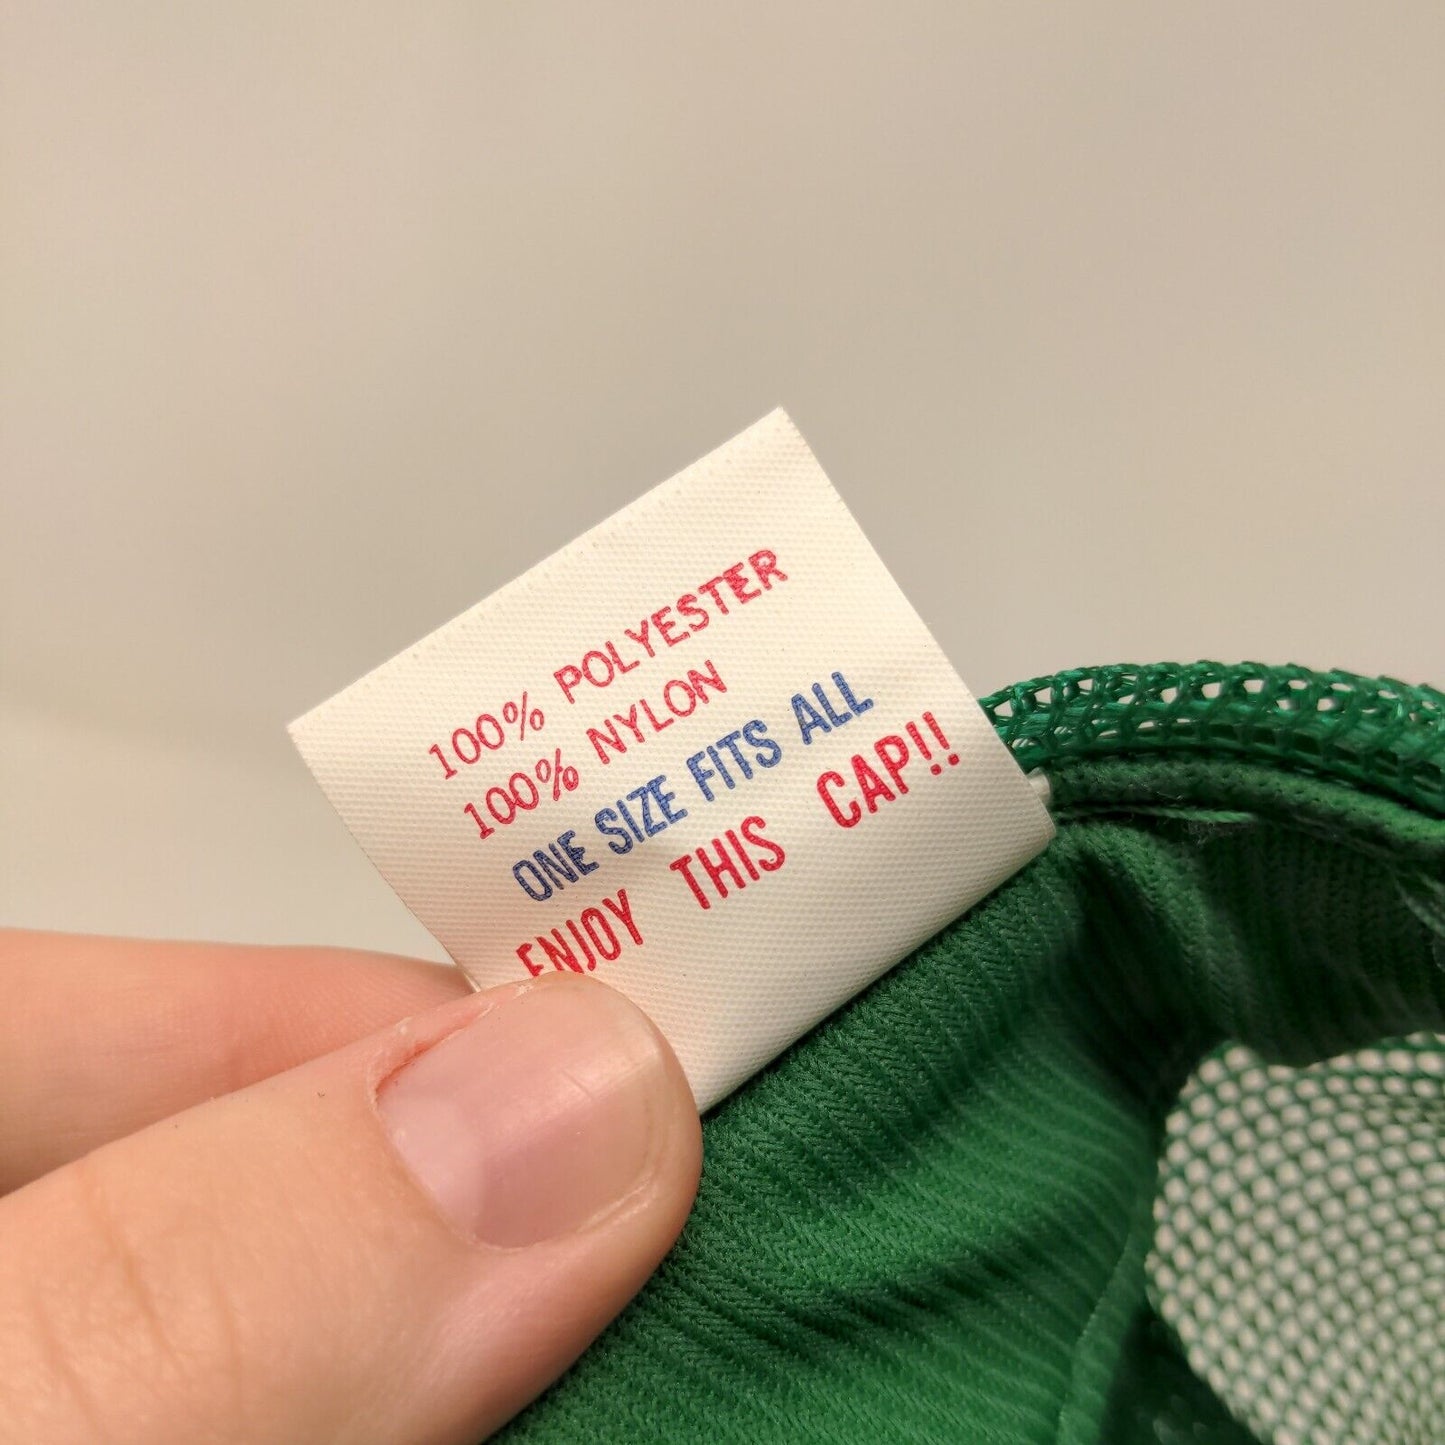 100% POLYESTER
100% NYLON
ONE SIZE FITS ALL
ENJOY THIS CAP!!